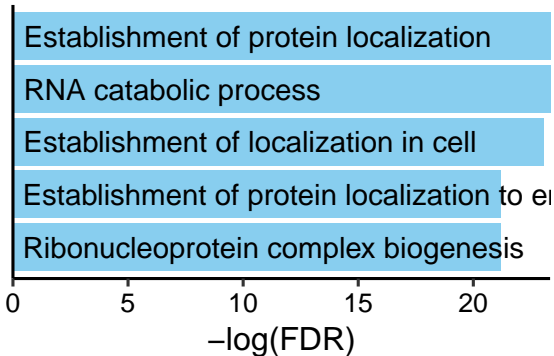 Establishment of protein localization
RNA catabolic process
Establishment of localization in cell
Establishment of protein localization to
Ribonucleoprotein complex biogenesis
0 5 10 15 20
−log(FDR)